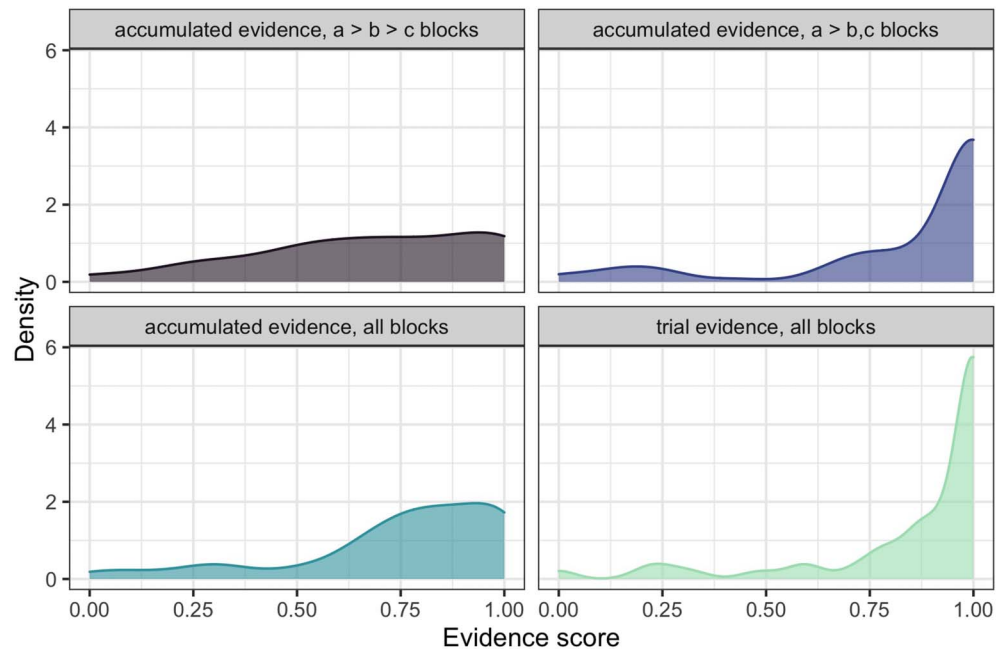 accumulated evidence, a > b > c blocks
accumulated evidence, a > b,c blocks
6
4
2
0
Density
accumulated evidence, all blocks
trial evidence, all blocks
6
4
2
0
0.00 0.25 0.50 0.75 1.00
0.00 0.25 0.50 0.75 1.00
Evidence score